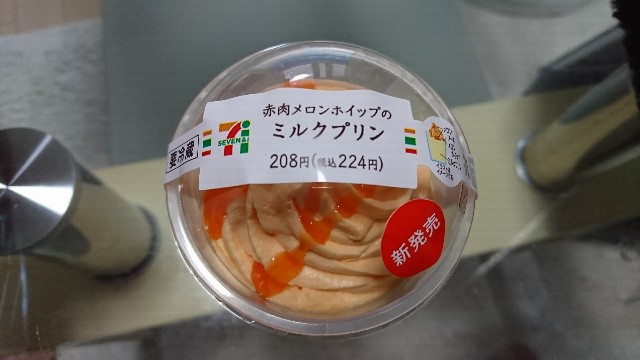 赤肉メロンホイップの
ミルクプリン
208円(税込224円)
SEVEN&i
要冷蔵
新発売